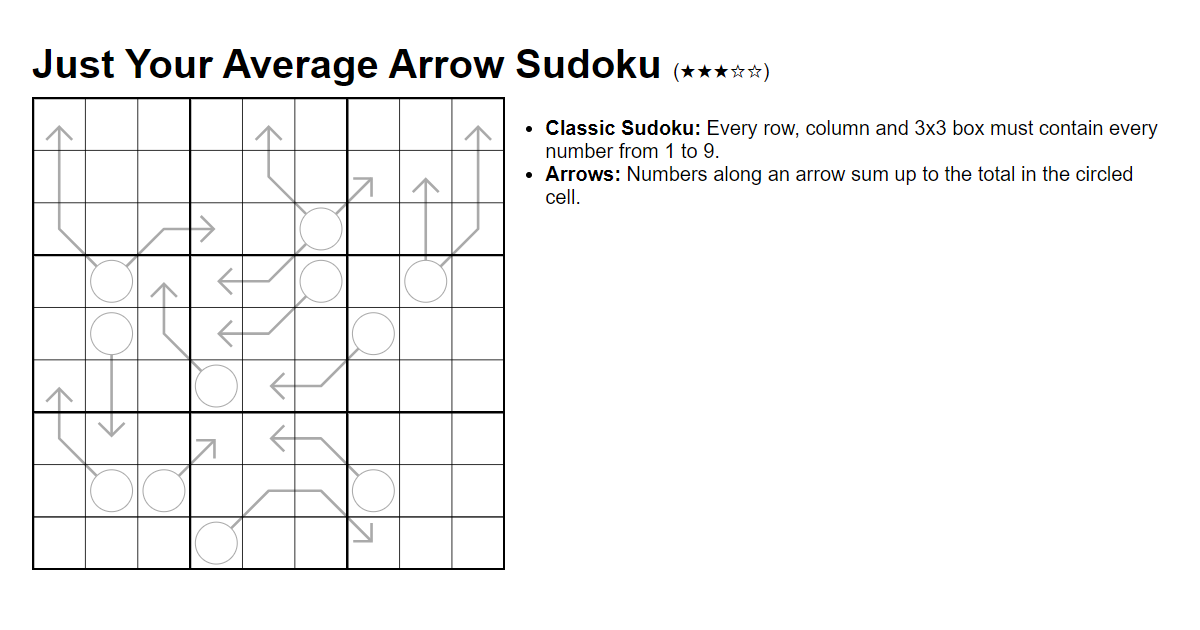 Just Your Average Arrow Sudoku (★★★☆☆)
• Classic Sudoku: Every row, column and 3x3 box must contain every
number from 1 to 9.
• Arrows: Numbers along an arrow sum up to the total in the circled
cell.